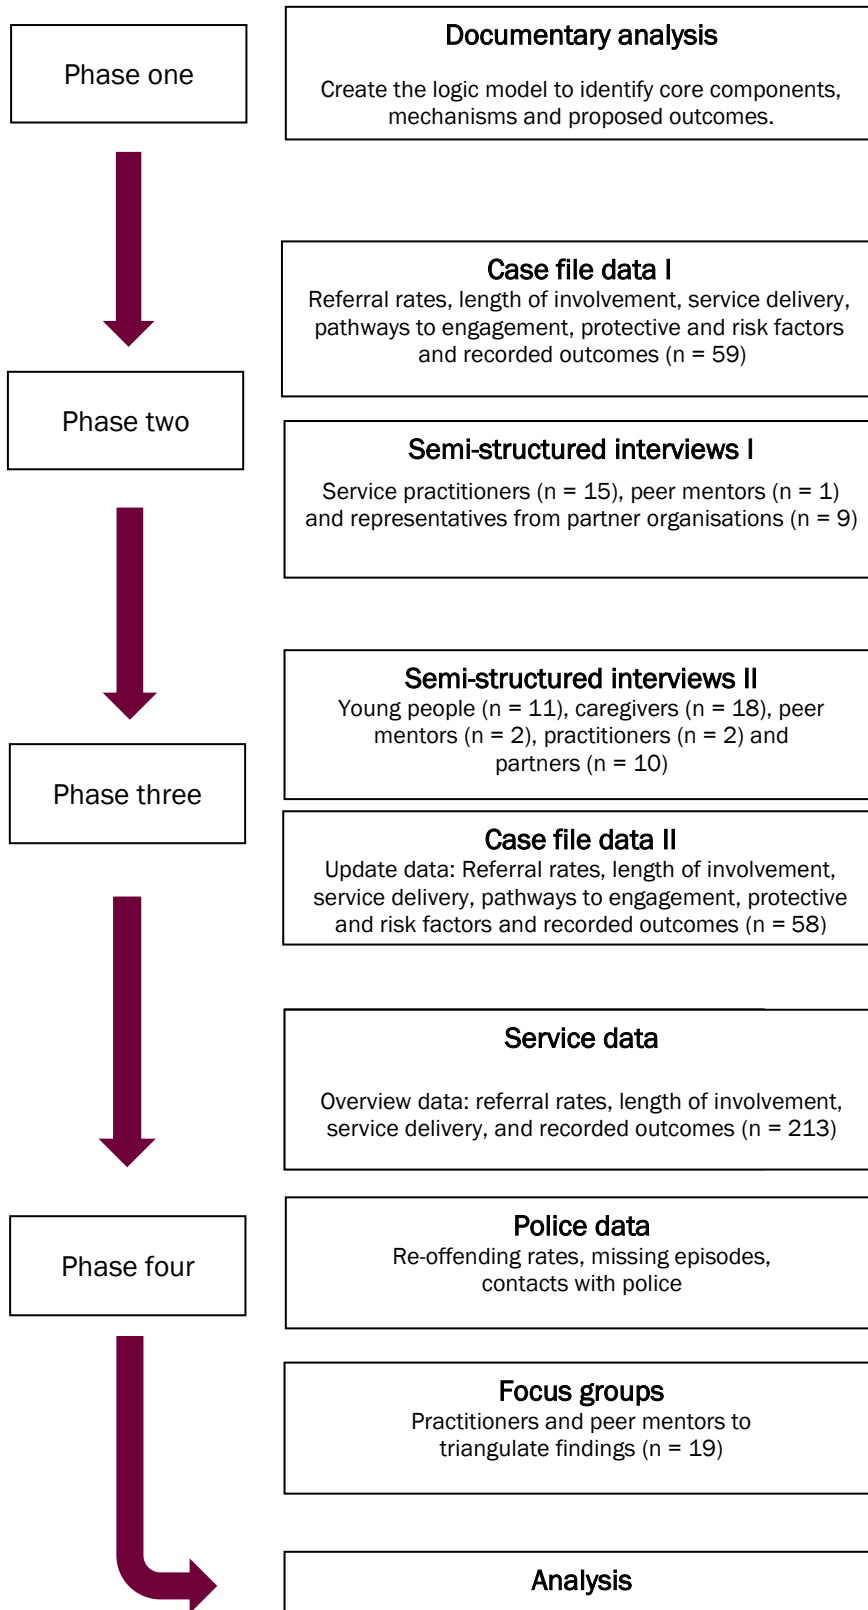 Phase one
Documentary analysis
Create the logic model to identify core components,
mechanisms and proposed outcomes.
Case file data I
Referral rates, length of involvement, service delivery,
pathways to engagement, protective and risk factors
and recorded outcomes (n = 59)
Phase two
Semi-structured interviews I
Service practitioners (n = 15), peer mentors (n = 1)
and representatives from partner organisations (n = 9)
Semi-structured interviews II
Young people (n = 11), caregivers (n = 18), peer
mentors (n = 2), practitioners (n = 2) and
partners (n = 10)
Phase three
Case file data II
Update data: Referral rates, length of involvement,
service delivery, pathways to engagement, protective
and risk factors and recorded outcomes (n = 58)
Service data
Overview data: referral rates, length of involvement,
service delivery, and recorded outcomes (n = 213)
Phase four
Police data
Re-offending rates, missing episodes,
contacts with police
Focus groups
Practitioners and peer mentors to
triangulate findings (n = 19)
Analysis